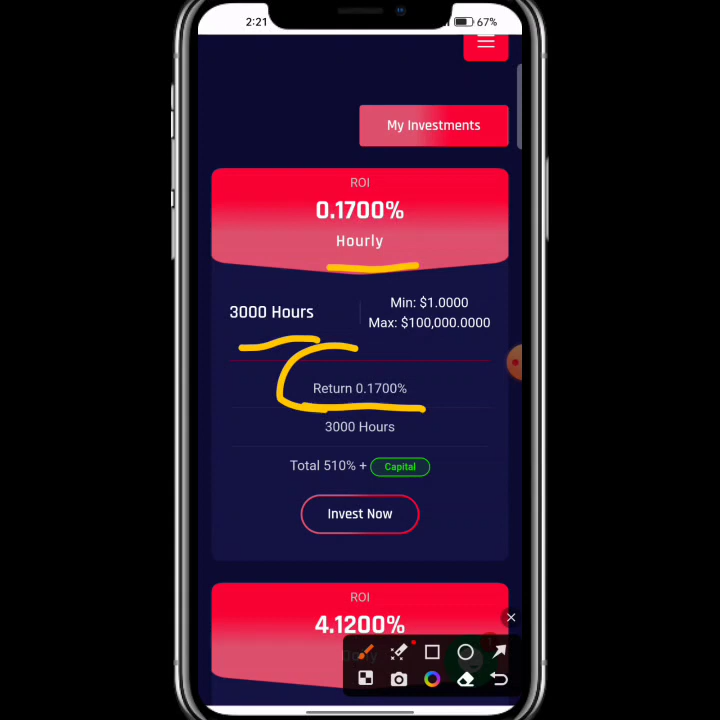 2:21
67%
My Investments
ROI
0.1700%
Hourly
3000 Hours
Min: $1.0000
Max: $100,000.0000
Return 0.1700%
3000 Hours
Total 510% + Capital
Invest Now
ROI
4.1200%